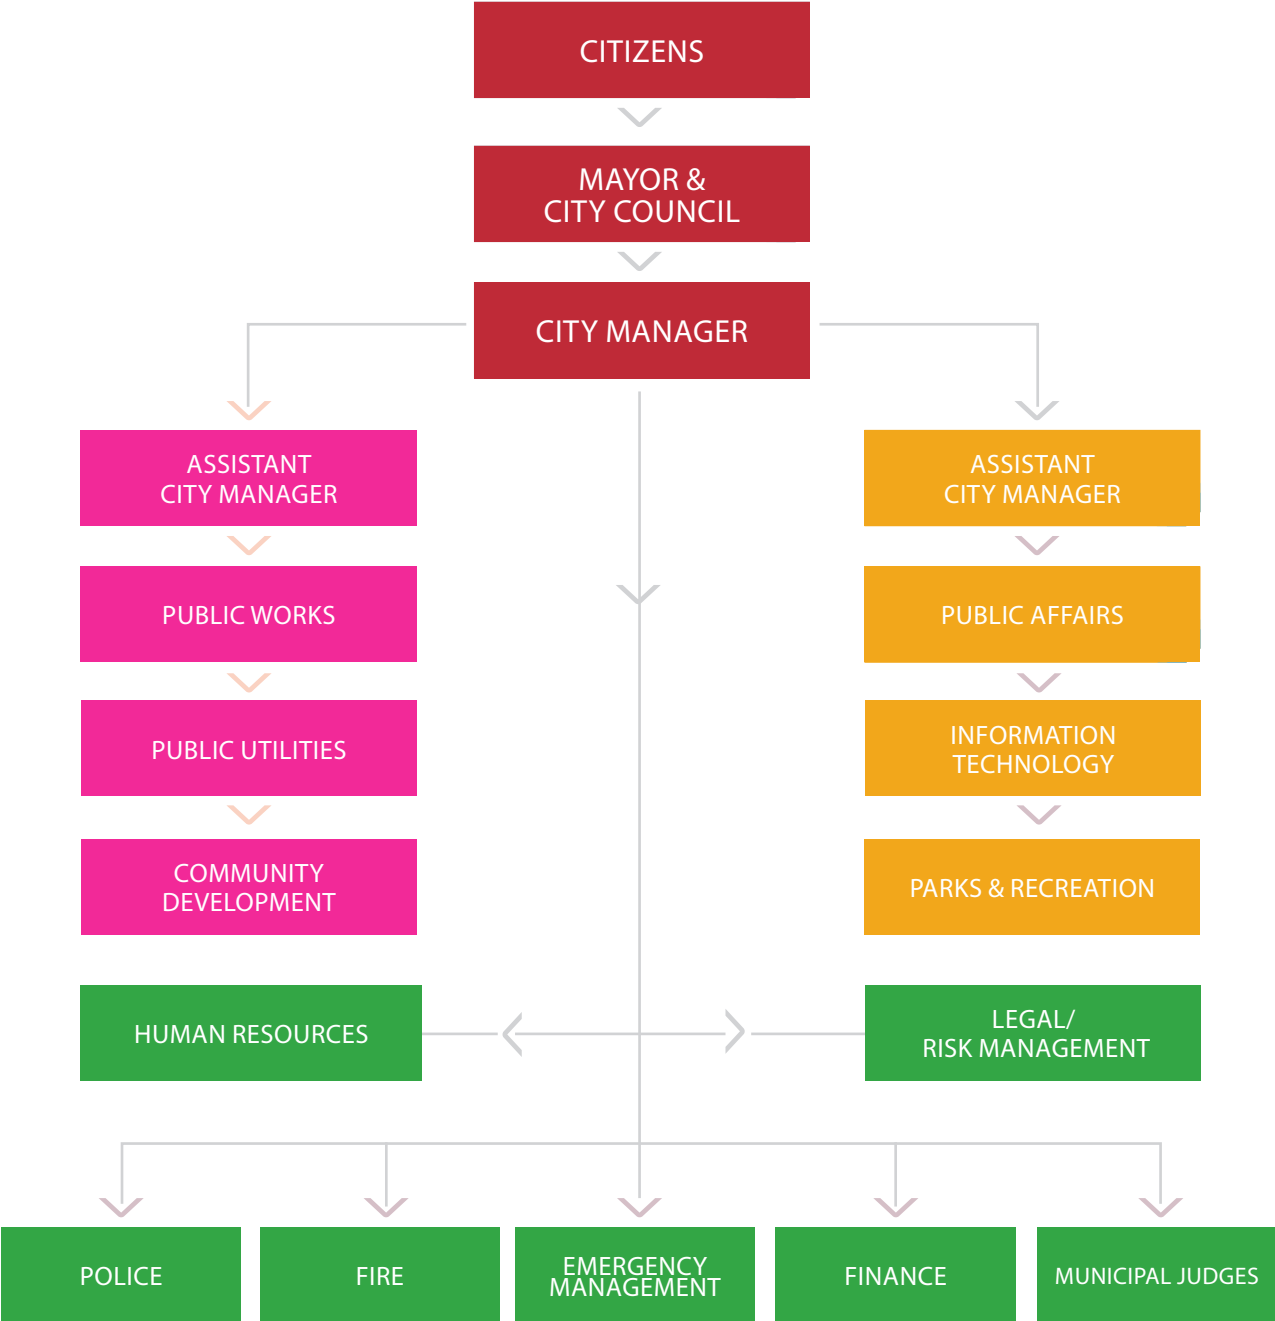 CITIZENS
MAYOR &
CITY COUNCIL
CITY MANAGER
ASSISTANT
CITY MANAGER
ASSISTANT
CITY MANAGER
PUBLIC WORKS
PUBLIC AFFAIRS
PUBLIC UTILITIES
INFORMATION
TECHNOLOGY
COMMUNITY
DEVELOPMENT
PARKS & RECREATION
HUMAN RESOURCES
LEGAL/
RISK MANAGEMENT
POLICE
FIRE
EMERGENCY
MANAGEMENT
FINANCE
MUNICIPAL JUDGES